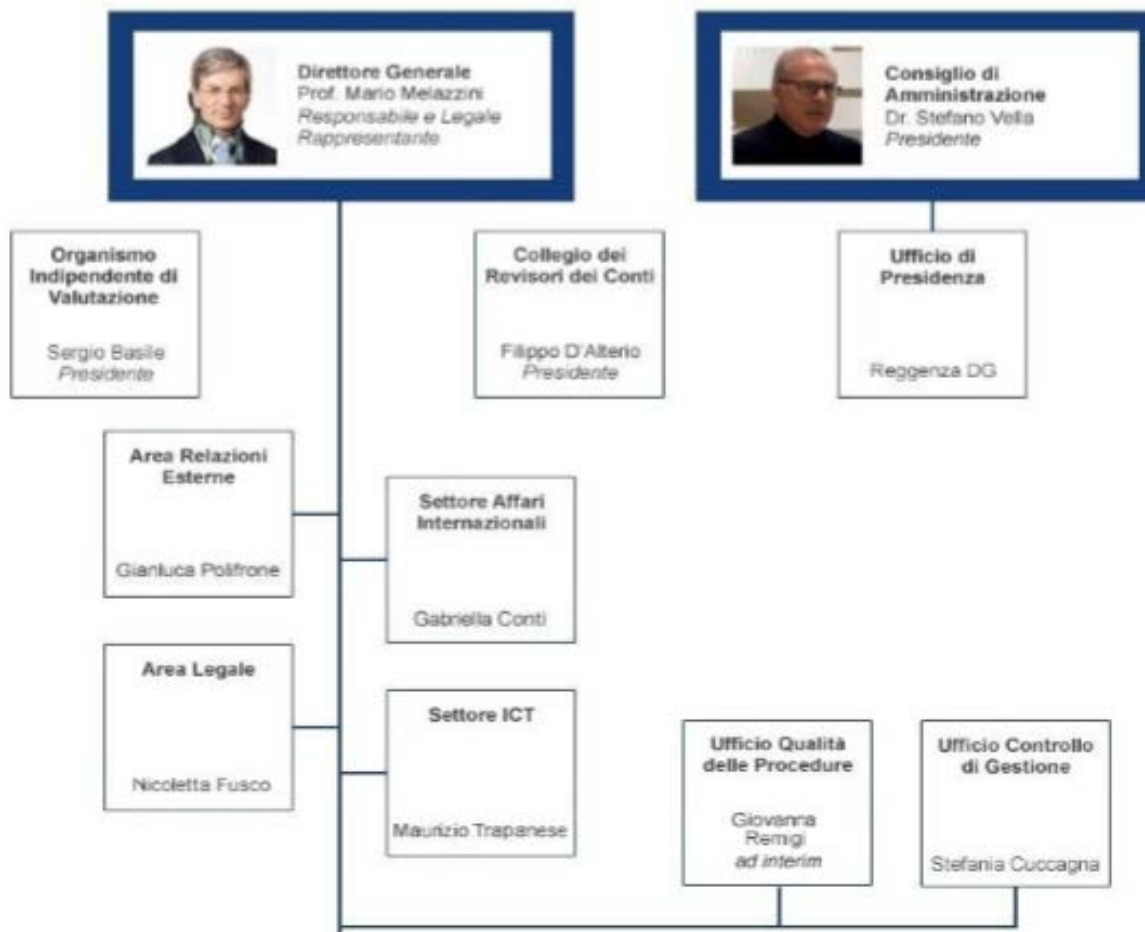 Direttore Generale
Prof. Mario Melazzini
Responsabile e Legale
Rappresentante
Consiglio di
Amministrazione
Dr. Stefano Vella
Presidente
Organismo
Indipendente di
Valutazione
Sergio Basile
Presidente
Collegio dei
Revisori dei Conti
Filippo D'Alterio
Presidente
Ufficio di
Presidenza
Reggenza DG
Area Relazioni
Esterne
Gianluca Polifrone
Settore Affari
Internazionali
Gabriella Conti
Area Legale
Nicoletta Fusco
Settore ICT
Maurizio Trapanese
Ufficio Qualità
delle Procedure
Giovanna
Remigi
ad interim
Ufficio Controllo
di Gestione
Stefania Cuccagna